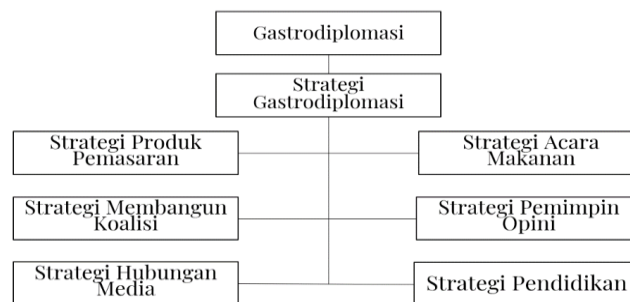 Gastrodiplomasi
Strategi
Gastrodiplomasi
Strategi Produk
Pemasaran
Strategi Acara
Makanan
Strategi Membangun
Koalisi
Strategi Pemimpin
Opini
Strategi Hubungan
Media
Strategi Pendidikan